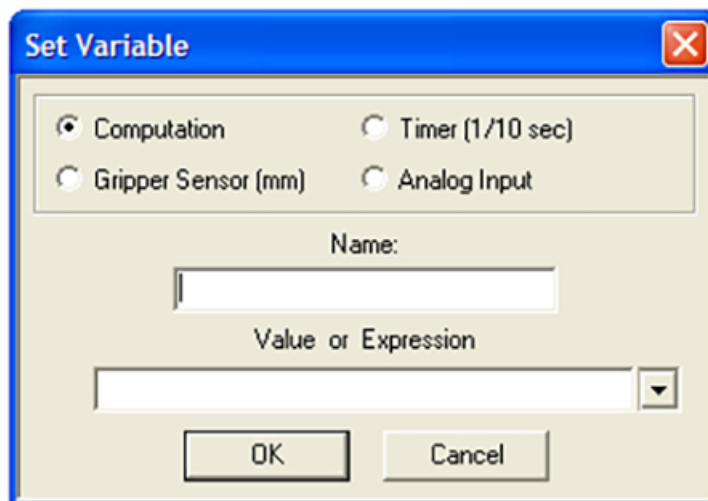 Set Variable
Computation Timer (1/10 sec)
Gripper Sensor (mm) Analog Input
Name:
Value or Expression
OK Cancel